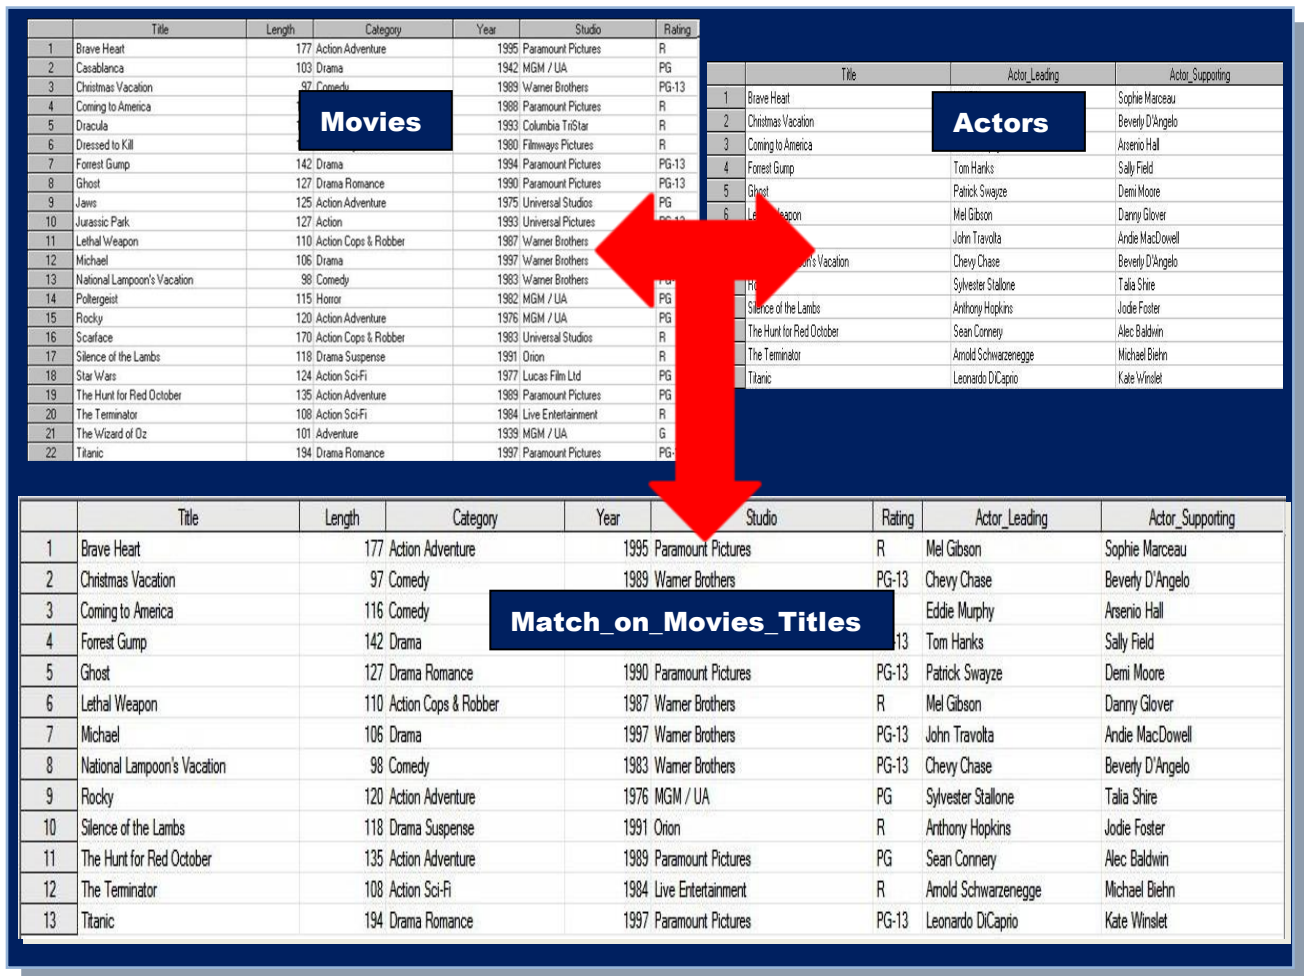 Title Length Category Year Studio Rating
1 Brave Heart 177 Action Adventure 1995 Paramount Pictures R
2 Casablanca 103 Drama 1942 MGM / UA PG
3 Christmas Vacation 97 Comedy 1989 Warner Brothers PG-13
4 Coming to America 1988 Paramount Pictures R
5 Dracula 1993 Columbia TriStar R
6 Dressed to Kill 1980 Filmways Pictures R
7 Forrest Gump 142 Drama 1994 Paramount Pictures PG-13
8 Ghost 127 Drama Romance 1990 Paramount Pictures PG-13
9 Jaws 125 Action Adventure 1975 Universal Studios PG
10 Jurassic Park 127 Action 1993 Universal Pictures
11 Lethal Weapon 110 Action Cops & Robber 1987 Warner Brothers
12 Michael 106 Drama 1997 Warner Brothers
13 National Lampoon's Vacation 98 Comedy 1983 Warner Brothers
14 Poltergeist 115 Horror 1982 MGM / UA PG
15 Rocky 120 Action Adventure 1976 MGM / UA PG
16 Scarface 170 Action Cops & Robber 1983 Universal Studios R
17 Silence of the Lambs 118 Drama Suspense 1991 Orion R
18 Star Wars 124 Action Sci-Fi 1977 Lucas Film Ltd PG
19 The Hunt for Red October 135 Action Adventure 1989 Paramount Pictures PG
20 The Terminator 108 Action Sci-Fi 1984 Live Entertainment R
21 The Wizard of Oz 101 Adventure 1939 MGM / UA G
22 Titanic 194 Drama Romance 1997 Paramount Pictures PG-
Movies
Title Actor_Leading Actor_Supporting
1 Brave Heart Sophie Marceau
2 Christmas Vacation Beverly D'Angelo
3 Coming to America Arsenio Hall
4 Forrest Gump Tom Hanks Sally Field
5 Ghost Patrick Swayze Demi Moore
6 Mel Gibson Danny Glover
John Travolta Andie MacDowell
Vacation Chevy Chase Beverly D'Angelo
Sylvester Stallone Talia Shire
Silence of the Lambs Anthony Hopkins Jodie Foster
The Hunt for Red October Sean Connery Alec Baldwin
The Terminator Arnold Schwarzenegge Michael Biehn
Titanic Leonardo DiCaprio Kate Winslet
Actors
Title Length Category Year Studio Rating Actor_Leading Actor_Supporting
1 Brave Heart 177 Action Adventure 1995 Paramount Pictures R Mel Gibson Sophie Marceau
2 Christmas Vacation 97 Comedy 1989 Warner Brothers PG-13 Chevy Chase Beverly D'Angelo
3 Coming to America 116 Comedy Eddie Murphy Arsenio Hall
4 Forrest Gump 142 Drama -13 Tom Hanks Sally Field
5 Ghost 127 Drama Romance 1990 Paramount Pictures PG-13 Patrick Swayze Demi Moore
6 Lethal Weapon 110 Action Cops & Robber 1987 Warner Brothers R Mel Gibson Danny Glover
7 Michael 106 Drama 1997 Warner Brothers PG-13 John Travolta Andie MacDowell
8 National Lampoon's Vacation 98 Comedy 1983 Warner Brothers PG-13 Chevy Chase Beverly D'Angelo
9 Rocky 120 Action Adventure 1976 MGM / UA PG Sylvester Stallone Talia Shire
10 Silence of the Lambs 118 Drama Suspense 1991 Orion R Anthony Hopkins Jodie Foster
11 The Hunt for Red October 135 Action Adventure 1989 Paramount Pictures PG Sean Connery Alec Baldwin
12 The Terminator 108 Action Sci-Fi 1984 Live Entertainment R Arnold Schwarzenegge Michael Biehn
13 Titanic 194 Drama Romance 1997 Paramount Pictures PG-13 Leonardo DiCaprio Kate Winslet
Match_on_Movies_Titles